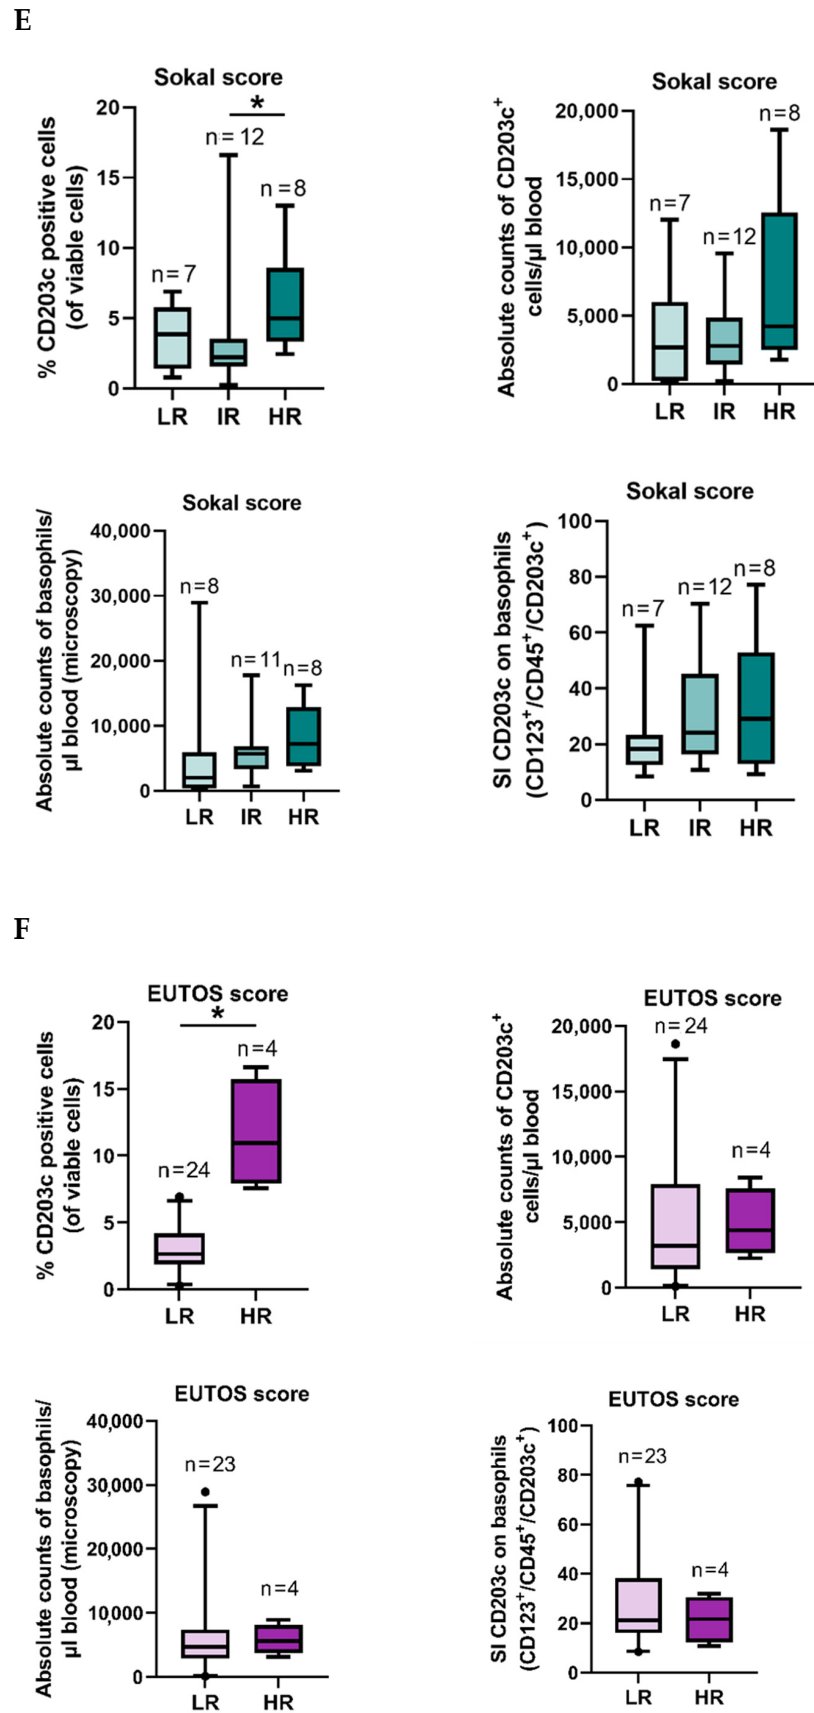 E
Sokal score
% CD203c positive cells
(of viable cells)
20
15
10
5
0
*
n=7
n=12
n=8
LR IR HR
Sokal score
Absolute counts of CD203c⁺
cells/µl blood
20,000
15,000
10,000
5,000
0
n=7
n=12
n=8
LR IR HR
Sokal score
Absolute counts of basophils/
µl blood (microscopy)
40,000
30,000
20,000
10,000
0
n=8
n=11
n=8
LR IR HR
Sokal score
SI CD203c on basophils
(CD123⁺/CD45⁺/CD203c⁺)
100
80
60
40
20
0
n=7
n=12
n=8
LR IR HR
F
EUTOS score
% CD203c positive cells
(of viable cells)
20
15
10
5
0
*
n=24
n=4
LR HR
EUTOS score
Absolute counts of CD203c⁺
cells/µl blood
20,000
15,000
10,000
5,000
0
n=24
n=4
LR HR
EUTOS score
Absolute counts of basophils/
µl blood (microscopy)
40,000
30,000
20,000
10,000
0
n=23
n=4
LR HR
EUTOS score
SI CD203c on basophils
(CD123⁺/CD45⁺/CD203c⁺)
100
80
60
40
20
0
n=23
n=4
LR HR